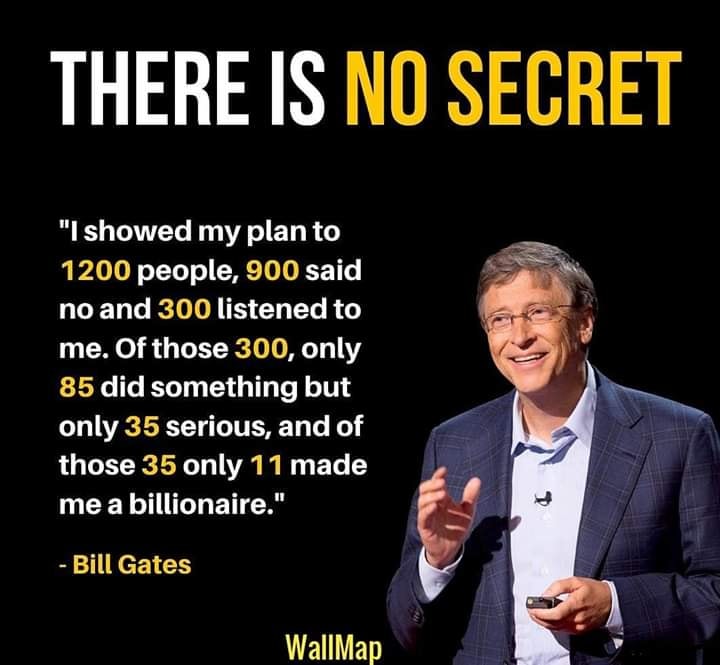 THERE IS NO SECRET
"I showed my plan to
1200 people, 900 said
no and 300 listened to
me. Of those 300, only
85 did something but
only 35 serious, and of
those 35 only 11 made
me a billionaire."
- Bill Gates
WallMap